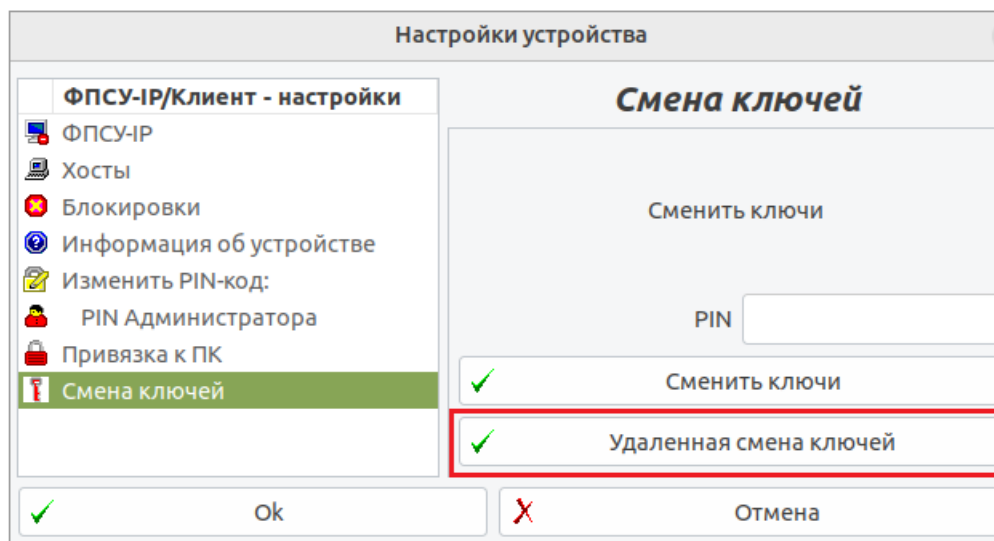 Настройки устройства
ФПСУ-IP/Клиент - настройки
ФПСУ-IP
Хосты
Блокировки
Информация об устройстве
Изменить PIN-код:
PIN Администратора
Привязка к ПК
Смена ключей
Смена ключей
Сменить ключи
PIN
Сменить ключи
Удаленная смена ключей
Ok
Отмена